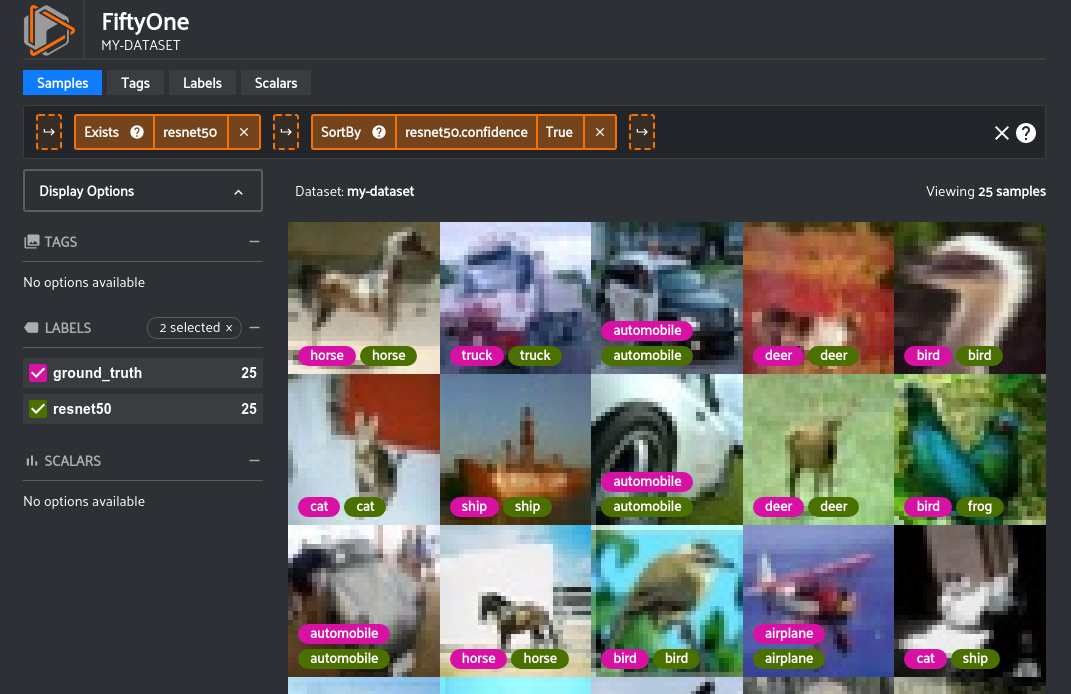 FiftyOne
MY-DATASET
Samples Tags Labels Scalars
Exists ? resnet50 × SortBy ? resnet50.confidence True × ?
Display Options
Dataset: my-dataset Viewing 25 samples
TAGS
No options available
LABELS 2 selected ×
ground_truth 25
resnet50 25
SCALARS
No options available
horse horse truck truck automobile automobile deer deer bird bird
cat cat ship ship automobile automobile deer deer bird frog
automobile automobile horse horse bird bird airplane airplane cat ship